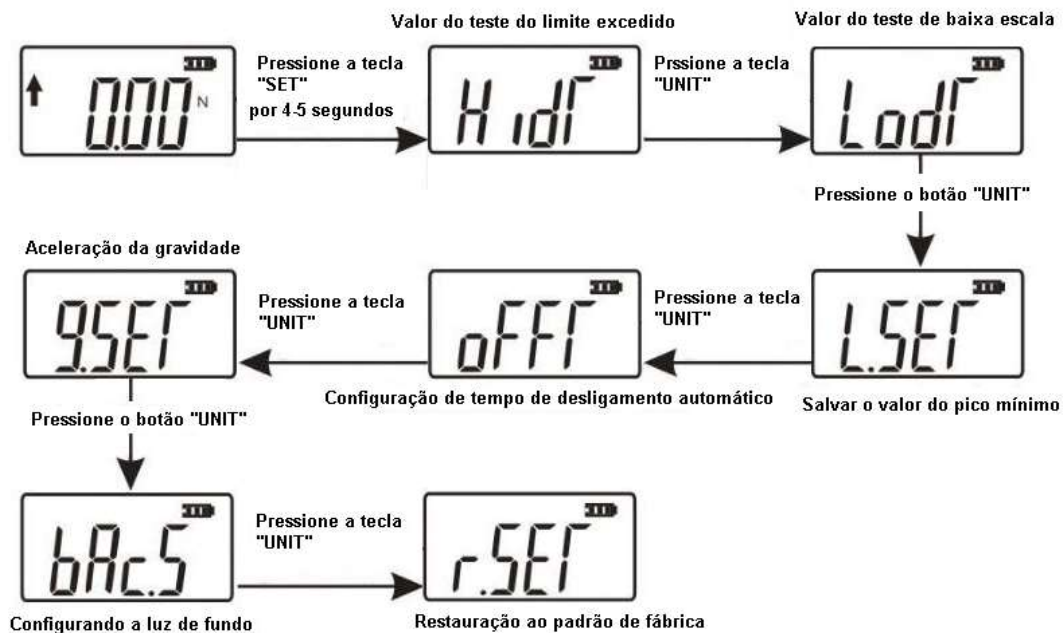 Valor do teste do limite excedido
Valor do teste de baixa escala
0.00 N
Pressione a tecla
"SET"
por 4-5 segundos
HidT
Prssione a tecla
"UNIT"
LodT
Pressione o botão "UNIT"
Aceleração da gravidade
g.SET
Pressione a tecla
"UNIT"
oFFT
Pressione a tecla
"UNIT"
L.SET
Configuração de tempo de desligamento automático
Salvar o valor do pico mínimo
Pressione o botão "UNIT"
bAc.S
Pressione a tecla
"UNIT"
r.SET
Configurando a luz de fundo
Restauração ao padrão de fábrica